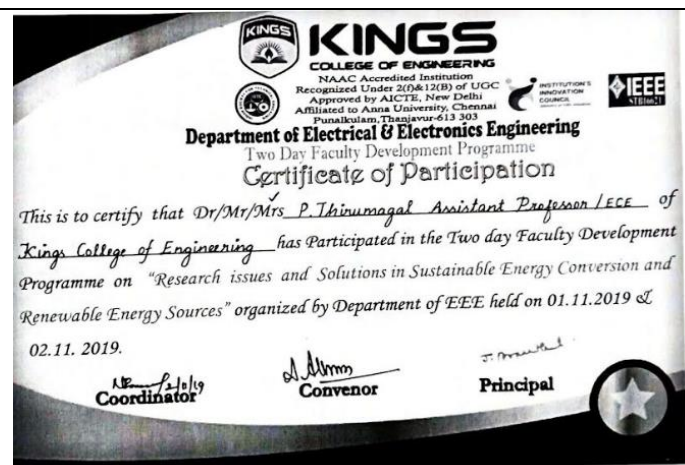 KINGS
KINGS
COLLEGE OF ENGINEERING
NAAC Accredited Institution
Recognized Under 2(f)&12(B) of UGC
Approved by AICTE, New Delhi
Affiliated to Anna University, Chennai
Punalkulam, Thanjavur-613 303
INSTITUTION'S
INNOVATION
COUNCIL
IEEE
Department of Electrical & Electronics Engineering
Two Day Faculty Development Programme
Certificate of Participation
This is to certify that Dr/Mr/Mrs P. Thirumagal Assistant Professor / ECE of
Kings College of Engineering has Participated in the Two day Faculty Development
Programme on "Research issues and Solutions in Sustainable Energy Conversion and
Renewable Energy Sources" organized by Department of EEE held on 01.11.2019 &
02.11. 2019.
Coordinator
Convenor
Principal